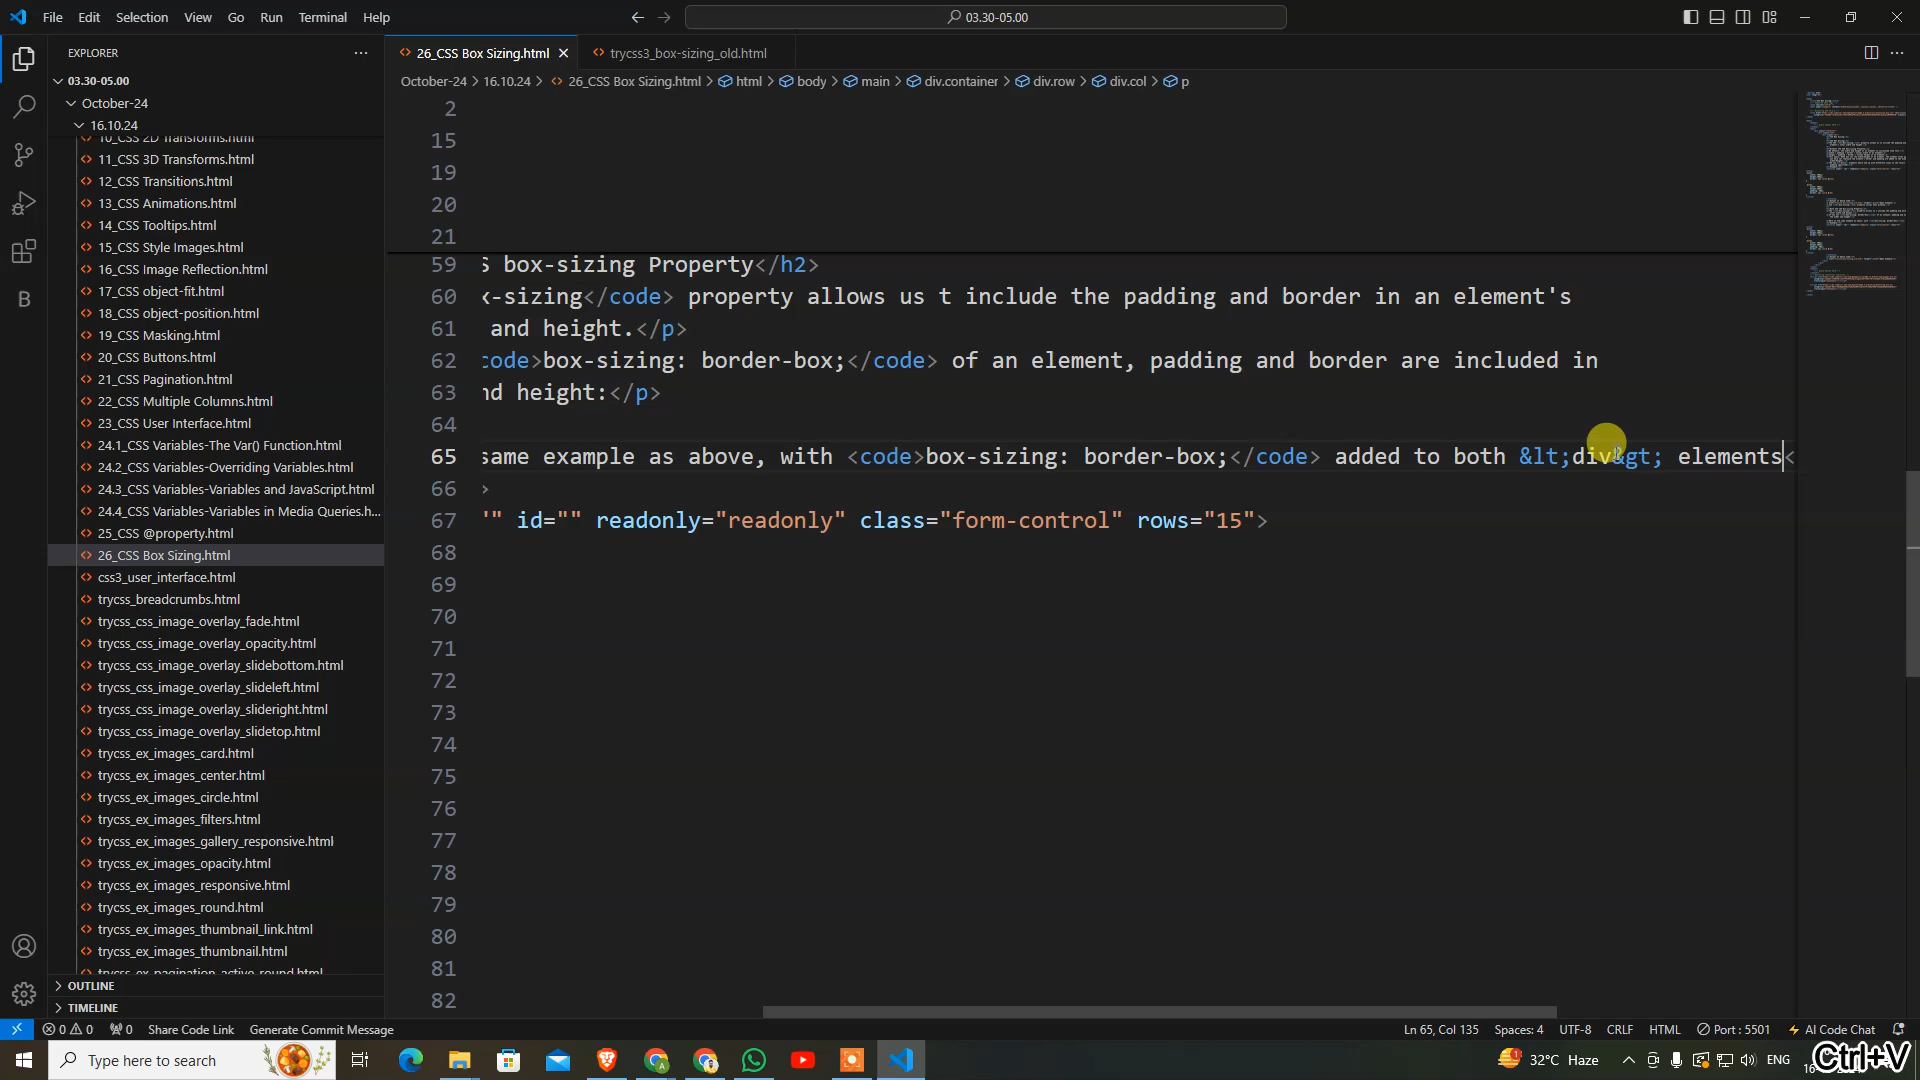 File Edit Selection View Go Run Terminal Help
03.30-05.00
EXPLORER
03.30-05.00
October-24
16.10.24
10_CSS 2D Transforms.html
11_CSS 3D Transforms.html
12_CSS Transitions.html
13_CSS Animations.html
14_CSS Tooltips.html
15_CSS Style Images.html
16_CSS Image Reflection.html
17_CSS object-fit.html
18_CSS object-position.html
19_CSS Masking.html
20_CSS Buttons.html
21_CSS Pagination.html
22_CSS Multiple Columns.html
23_CSS User Interface.html
24.1_CSS Variables-The Var() Function.html
24.2_CSS Variables-Overriding Variables.html
24.3_CSS Variables-Variables and JavaScript.html
24.4_CSS Variables-Variables in Media Queries.h...
25_CSS @property.html
26_CSS Box Sizing.html
css3_user_interface.html
trycss_breadcrumbs.html
trycss_css_image_overlay_fade.html
trycss_css_image_overlay_opacity.html
trycss_css_image_overlay_slidebottom.html
trycss_css_image_overlay_slideleft.html
trycss_css_image_overlay_slideright.html
trycss_css_image_overlay_slidetop.html
trycss_ex_images_card.html
trycss_ex_images_center.html
trycss_ex_images_circle.html
trycss_ex_images_filters.html
trycss_ex_images_gallery_responsive.html
trycss_ex_images_opacity.html
trycss_ex_images_responsive.html
trycss_ex_images_round.html
trycss_ex_images_thumbnail_link.html
trycss_ex_images_thumbnail.html
trycss_ex_pagination_active_round.html
OUTLINE
TIMELINE
26_CSS Box Sizing.html trycss3_box-sizing_old.html
October-24 > 16.10.24 > 26_CSS Box Sizing.html > html > body > main > div.container > div.row > div.col > p
2
15
19
20
21
59 S box-sizing Property</h2>
60 x-sizing</code> property allows us t include the padding and border in an element's
61 and height.</p>
62 code>box-sizing: border-box;</code> of an element, padding and border are included in
63 nd height:</p>
64
65 same example as above, with <code>box-sizing: border-box;</code> added to both &lt;div&gt; elements<
66 >
67 "" id="" readonly="readonly" class="form-control" rows="15">
68
69
70
71
72
73
74
75
76
77
78
79
80
81
82
0 0 0 Share Code Link Generate Commit Message Ln 65, Col 135 Spaces: 4 UTF-8 CRLF HTML Port : 5501 AI Code Chat
Type here to search 32°C Haze ENG
Ctrl+V